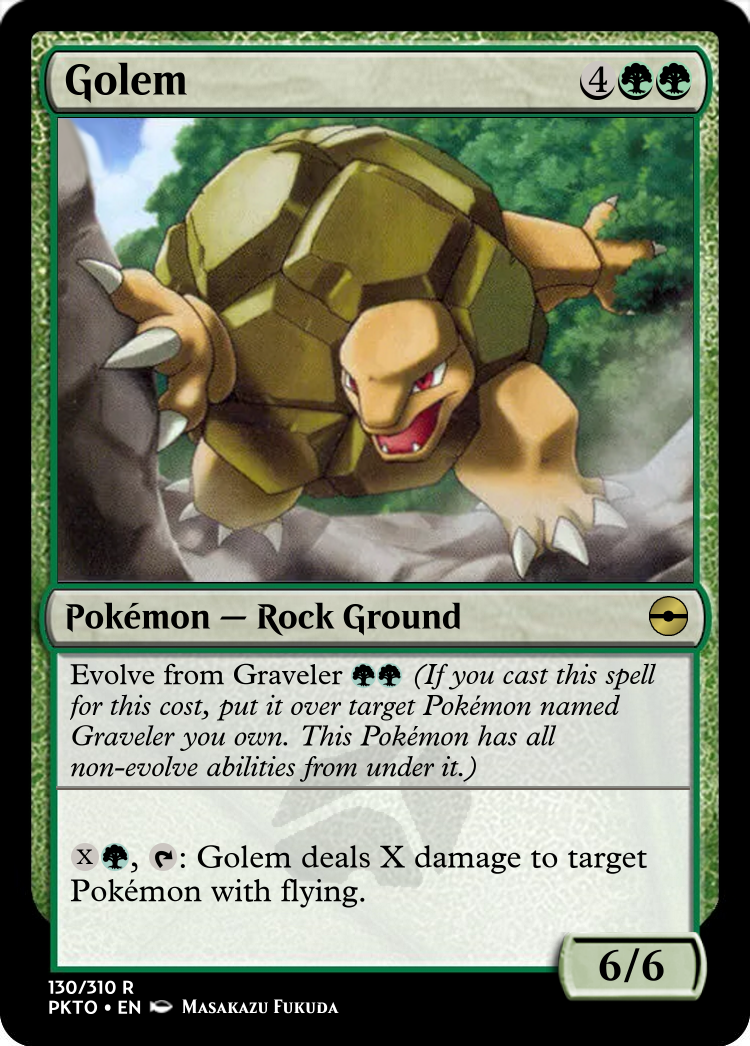 Golem 4
Pokémon — Rock Ground
Evolve from Graveler (If you cast this spell
for this cost, put it over target Pokémon named
Graveler you own. This Pokémon has all
non-evolve abilities from under it.)
X, : Golem deals X damage to target
Pokémon with flying.
6/6
130/310 R
PKTO • EN Masakazu Fukuda